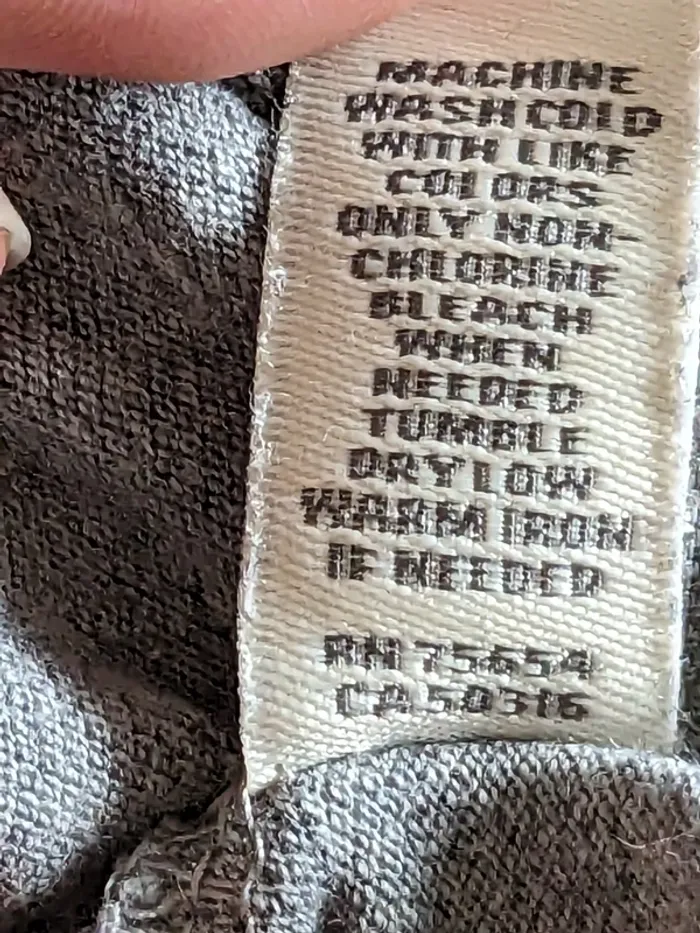 MACHINE
WASH COLD
WITH LIKE
COLORS
ONLY NON-
CHLORINE
BLEACH
WHEN
NEEDED
TUMBLE
DRY LOW
WARM IRON
IF NEEDED
RN 75654
CA 50316